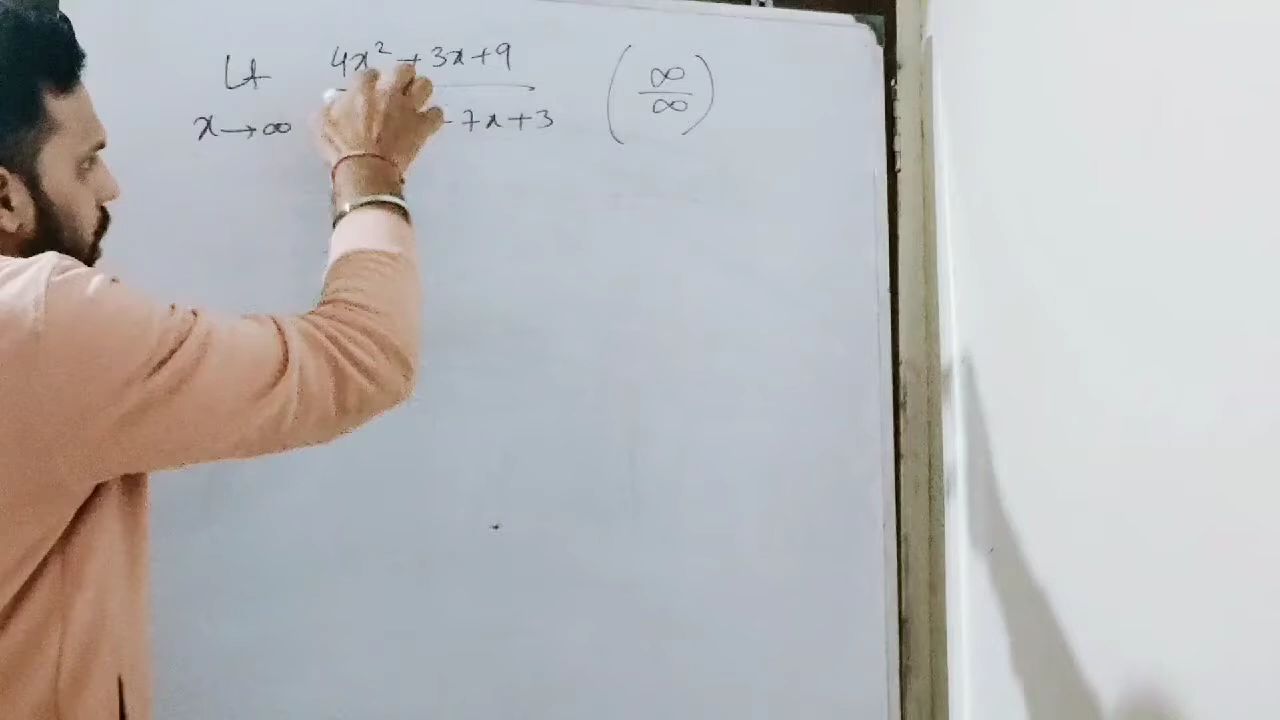 Lt 4x² + 3x + 9 (∞/∞)
x→∞ - 7x + 3